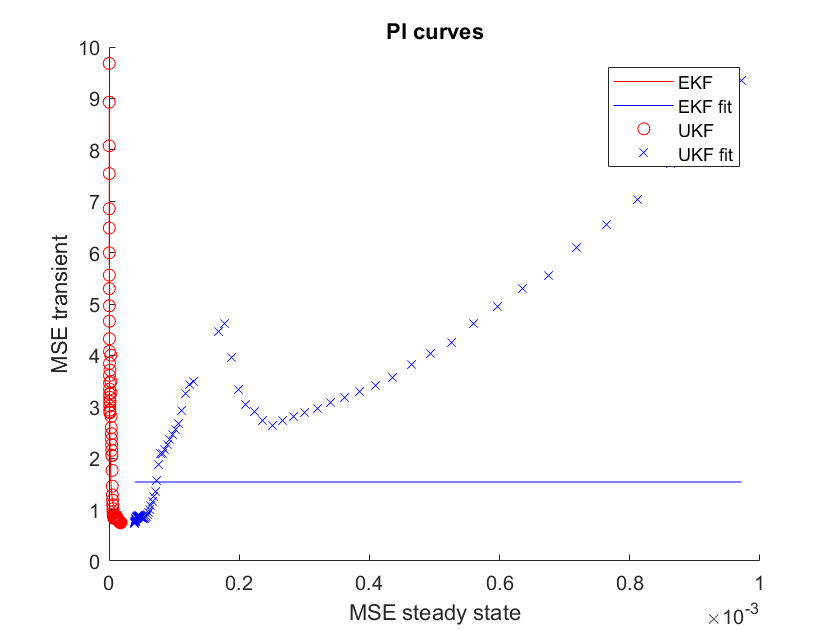 PI curves
10
9
8
7
6
5
4
3
2
1
0
MSE transient
EKF
EKF fit
UKF
UKF fit
0 0.2 0.4 0.6 0.8 1
MSE steady state
×10⁻³